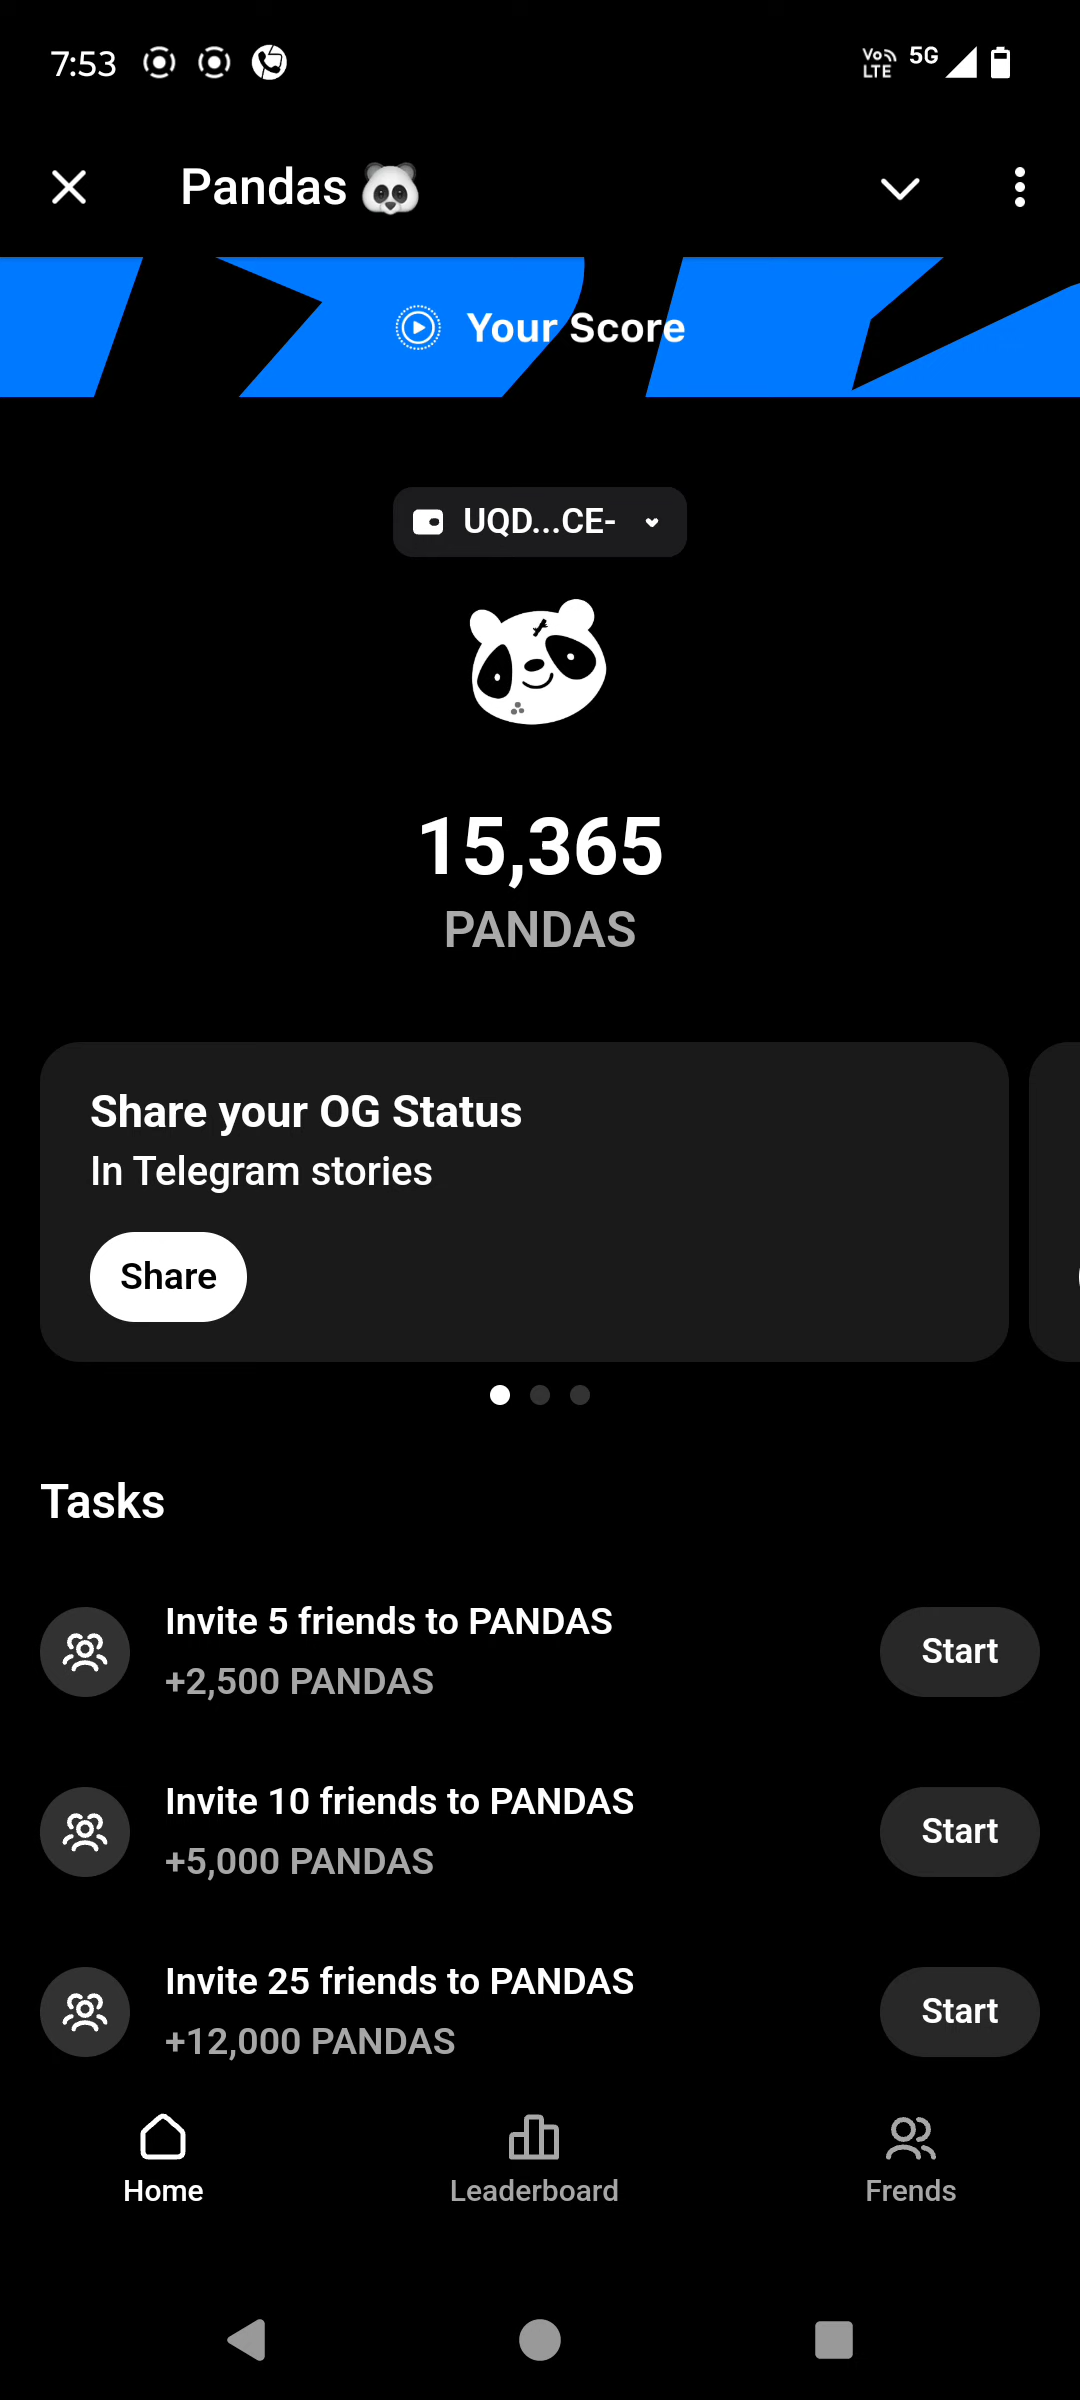 7:53
Vo LTE 5G
Pandas 🐼
Your Score
UQD...CE-
15,365
PANDAS
Share your OG Status
In Telegram stories
Share
Tasks
Invite 5 friends to PANDAS
+2,500 PANDAS
Start
Invite 10 friends to PANDAS
+5,000 PANDAS
Start
Invite 25 friends to PANDAS
+12,000 PANDAS
Start
Home
Leaderboard
Frends